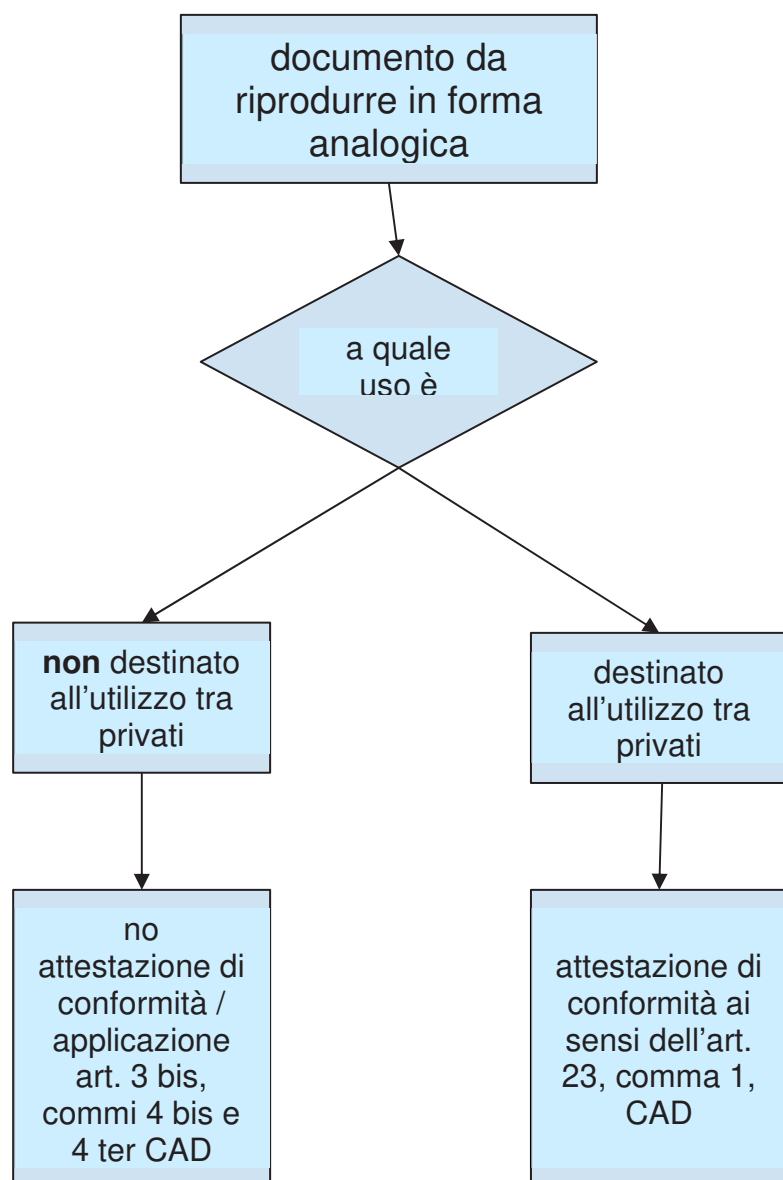 documento da
riprodurre in forma
analogica
a quale
uso è
non destinato
all'utilizzo tra
privati
destinato
all'utilizzo tra
privati
no
attestazione di
conformità /
applicazione
art. 3 bis,
commi 4 bis e
4 ter CAD
attestazione di
conformità ai
sensi dell'art.
23, comma 1,
CAD